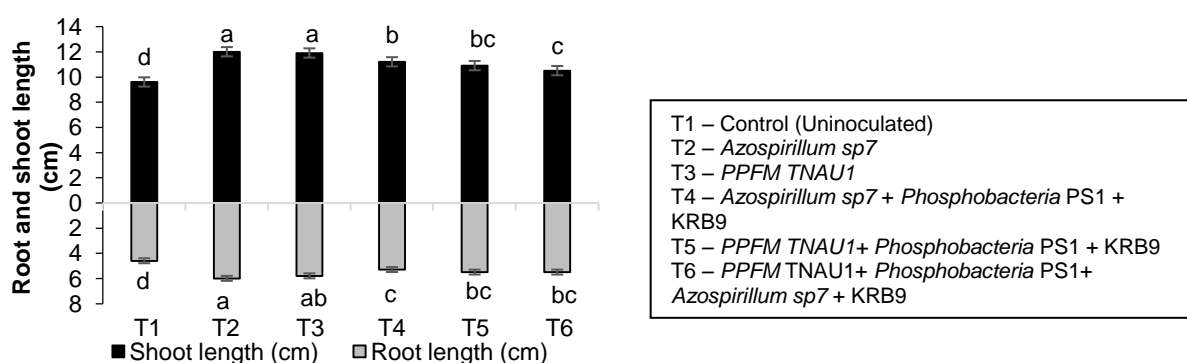 Root and shoot length
(cm)
14
12
10
8
6
4
2
0
2
4
6
8
d
a
a
b
bc
c
d
a
ab
c
bc
bc
T1 T2 T3 T4 T5 T6
Shoot length (cm) Root length (cm)
T1 – Control (Uninoculated)
T2 – Azospirillum sp7
T3 – PPFM TNAU1
T4 – Azospirillum sp7 + Phosphobacteria PS1 +
KRB9
T5 – PPFM TNAU1+ Phosphobacteria PS1 + KRB9
T6 – PPFM TNAU1+ Phosphobacteria PS1+
Azospirillum sp7 + KRB9